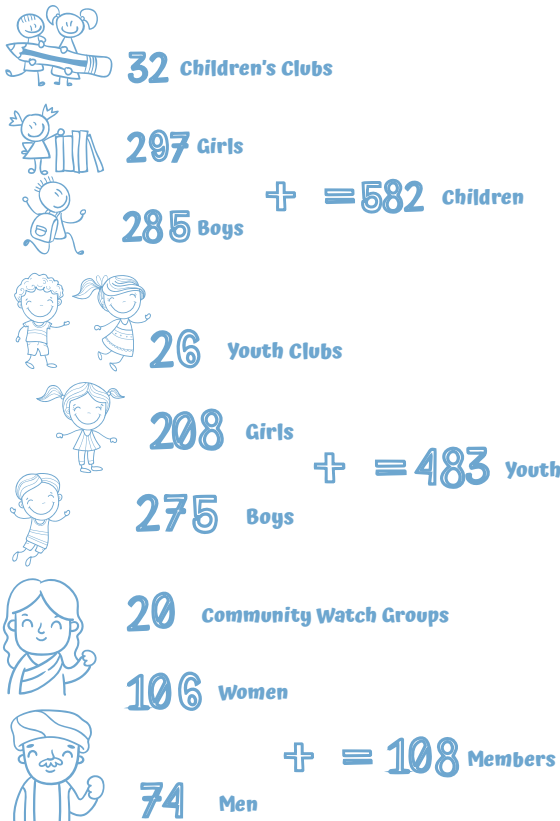 32 Children's Clubs
297 Girls
+ = 582 Children
285 Boys
26 Youth Clubs
208 Girls
+ = 483 Youth
275 Boys
20 Community Watch Groups
106 Women
+ = 108 Members
74 Men